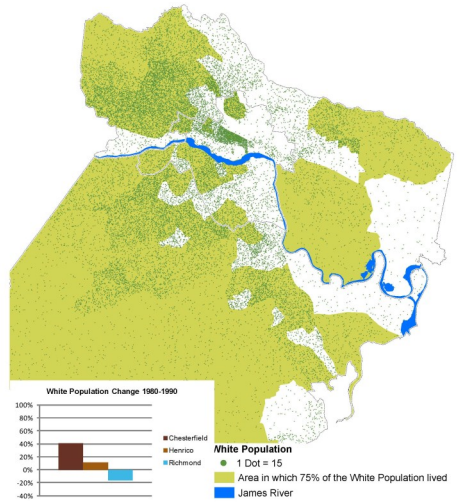 White Population Change 1980-1990
100%
80%
60%
40%
20%
0%
-20%
-40%
Chesterfield
Henrico
Richmond
White Population
1 Dot = 15
Area in which 75% of the White Population lived
James River